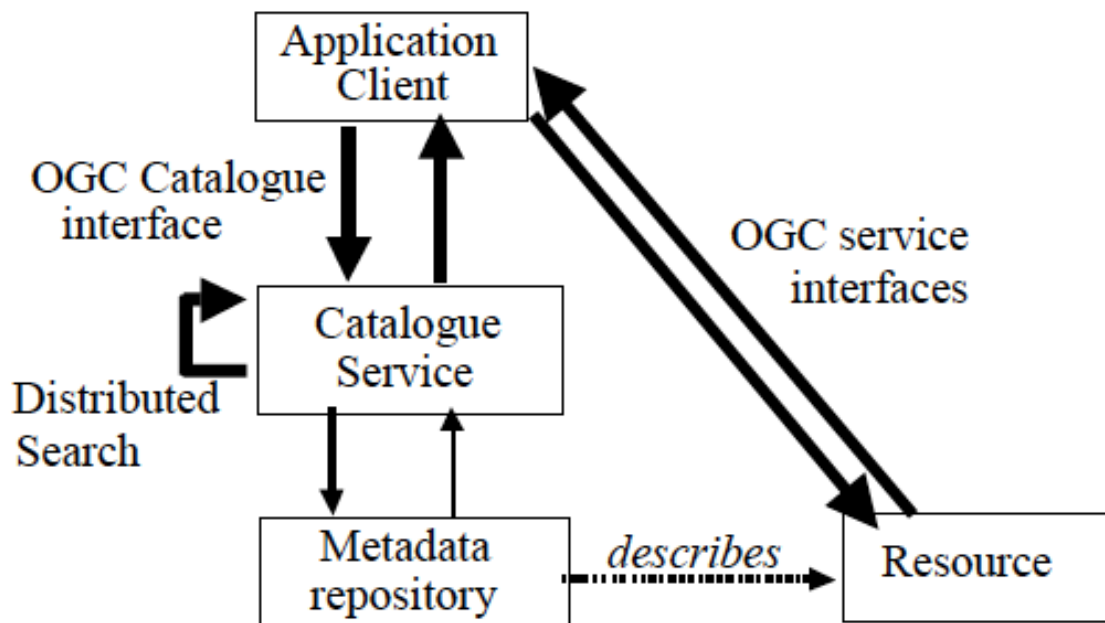 Application
Client
OGC Catalogue
interface
OGC service
interfaces
Catalogue
Service
Distributed
Search
Metadata
repository
describes
Resource